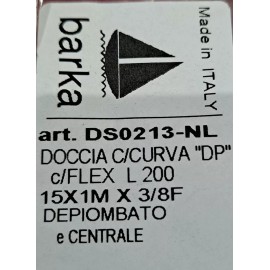 barka
Made in ITALY
art. DS0213-NL
DOCCIA C/CURVA "DP"
c/FLEX L 200
15X1M X 3/8F
DEPIOMBATO
e CENTRALE